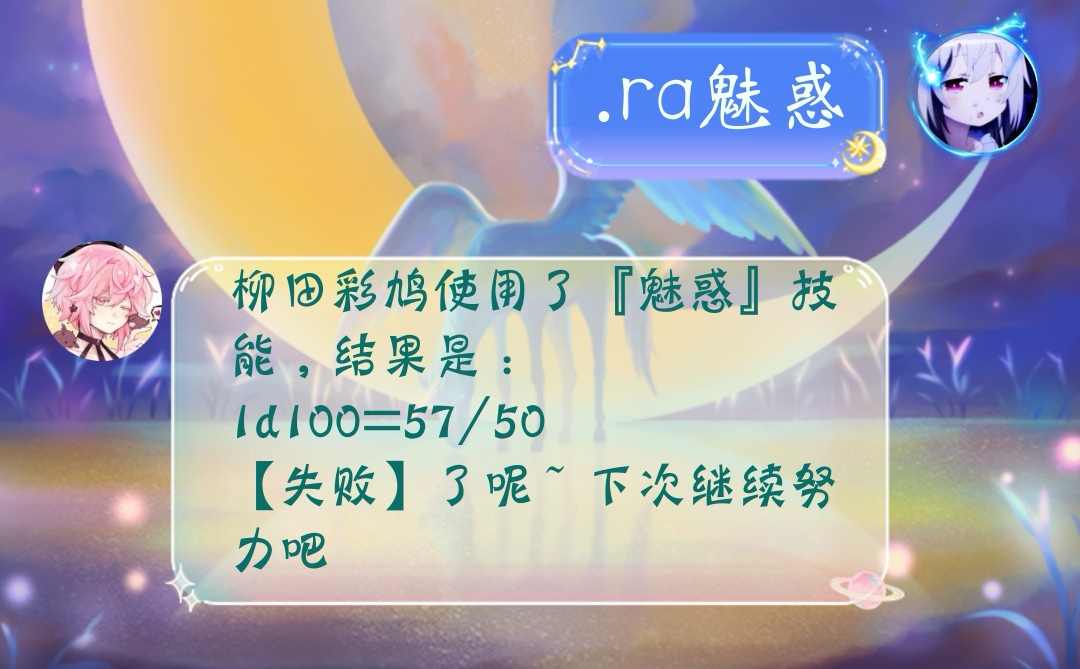 .ra魅惑
柳田彩鸠使用了『魅惑』技
能，结果是：
1d100=57/50
【失败】了呢~下次继续努
力吧